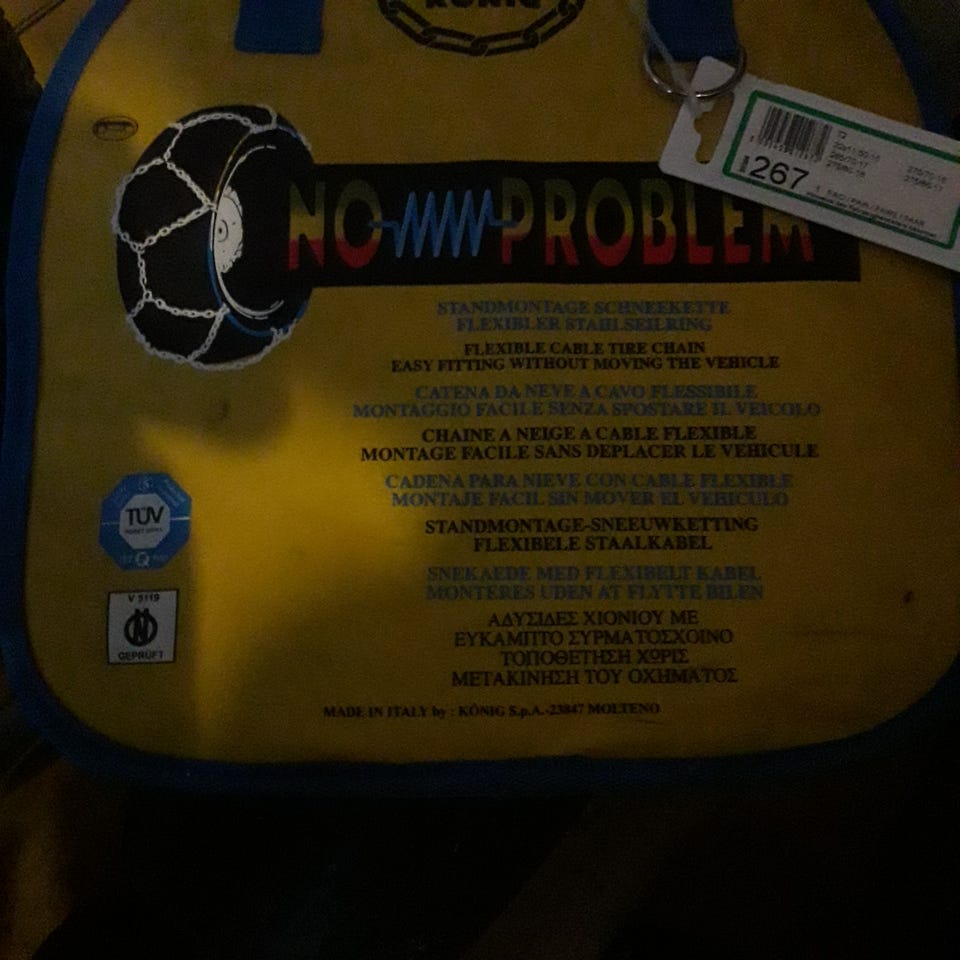 KÖNIG
NO PROBLEM
267
STANDMONTAGE SCHNEEKETTE
FLEXIBLER STAHLSEILRING
FLEXIBLE CABLE TIRE CHAIN
EASY FITTING WITHOUT MOVING THE VEHICLE
CATENA DA NEVE A CAVO FLESSIBILE
MONTAGGIO FACILE SENZA SPOSTARE IL VEICOLO
CHAINE A NEIGE A CABLE FLEXIBLE
MONTAGE FACILE SANS DEPLACER LE VEHICULE
CADENA PARA NIEVE CON CABLE FLEXIBLE
MONTAJE FACIL SIN MOVER EL VEHICULO
STANDMONTAGE-SNEEUWKETTING
FLEXIBELE STAALKABEL
SNEKAEDE MED FLEXIBELT KABEL
MONTERES UDEN AT FLYTTE BILEN
ΑΔΥΣΙΔΕΣ ΧΙΟΝΙΟΥ ΜΕ
ΕΥΚΑΜΠΤΟ ΣΥΡΜΑΤΟΣΧΟΙΝΟ
ΤΟΠΟΘΕΤΗΣΗ ΧΩΡΙΣ
ΜΕΤΑΚΙΝΗΣΗ ΤΟΥ ΟΧΗΜΑΤΟΣ
TÜV
V 5119
GEPRÜFT
MADE IN ITALY by : KÖNIG S.p.A.-23847 MOLTENO